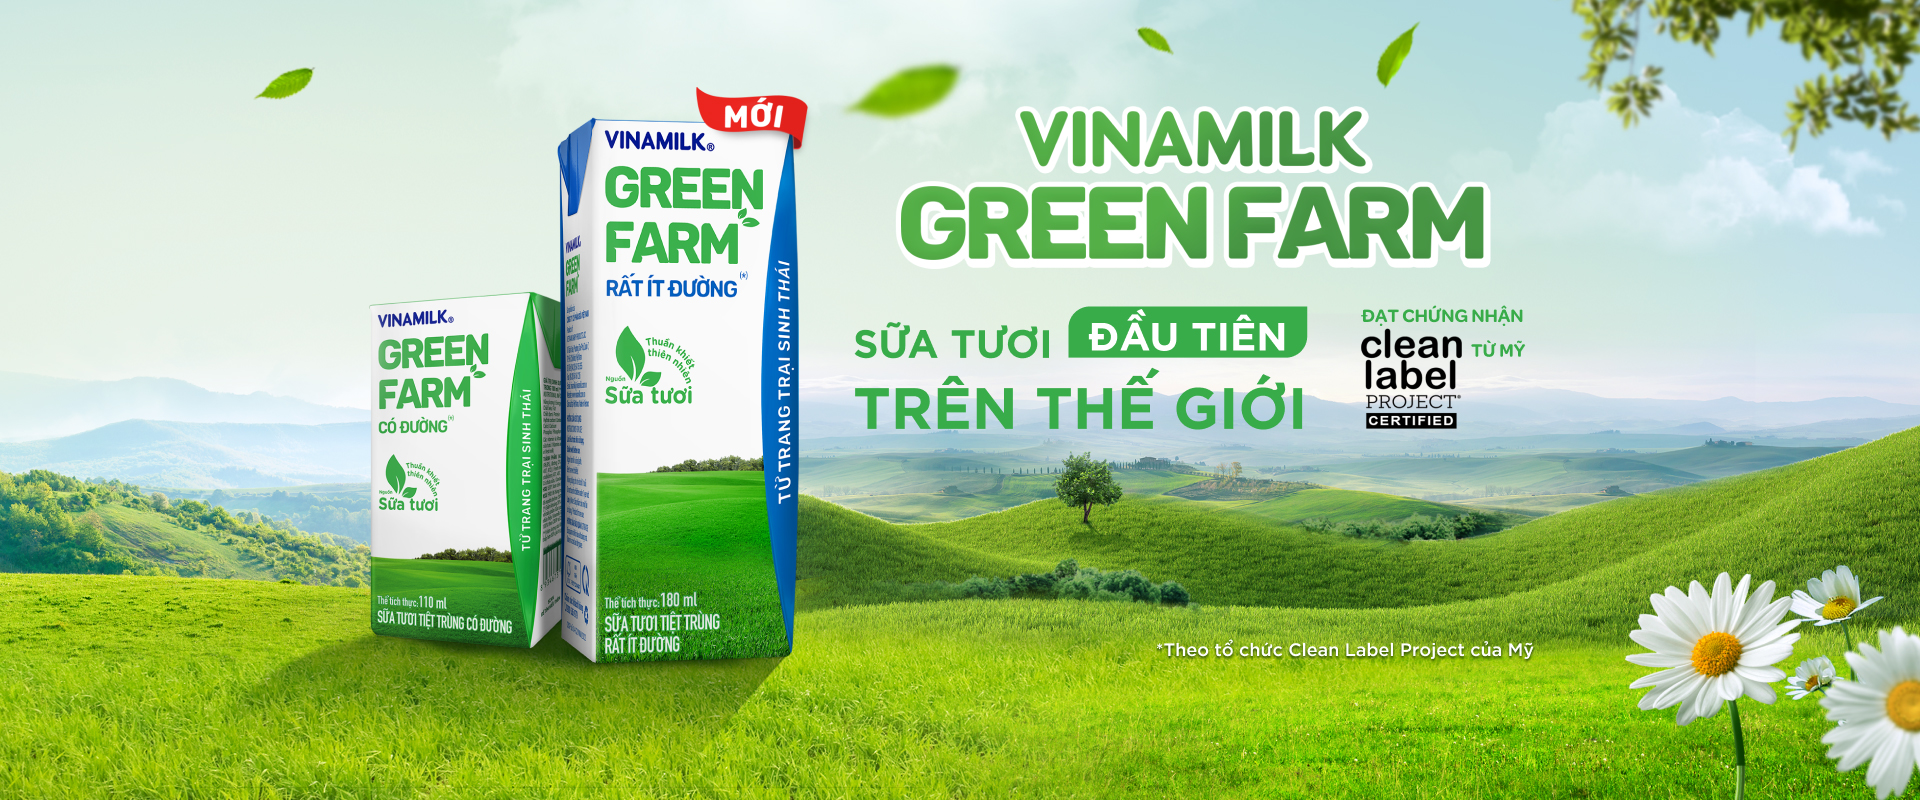 MỚI
VINAMILK®
GREEN
FARM
RẤT ÍT ĐƯỜNG(*)
Thuần khiết
thiên nhiên
Nguồn
Sữa tươi
TỪ TRANG TRẠI SINH THÁI
VINAMILK
GREEN
FARM
Thể tích thực: 180 ml
SỮA TƯƠI TIỆT TRÙNG
RẤT ÍT ĐƯỜNG
VINAMILK®
GREEN
FARM
CÓ ĐƯỜNG(*)
Thuần khiết
thiên nhiên
Nguồn
Sữa tươi
TỪ TRANG TRẠI SINH THÁI
Thể tích thực: 110 ml
SỮA TƯƠI TIỆT TRÙNG CÓ ĐƯỜNG
VINAMILK
GREEN FARM
SỮA TƯƠI ĐẦU TIÊN
TRÊN THẾ GIỚI
ĐẠT CHỨNG NHẬN
clean
label
PROJECT®
CERTIFIED
TỪ MỸ
*Theo tổ chức Clean Label Project của Mỹ